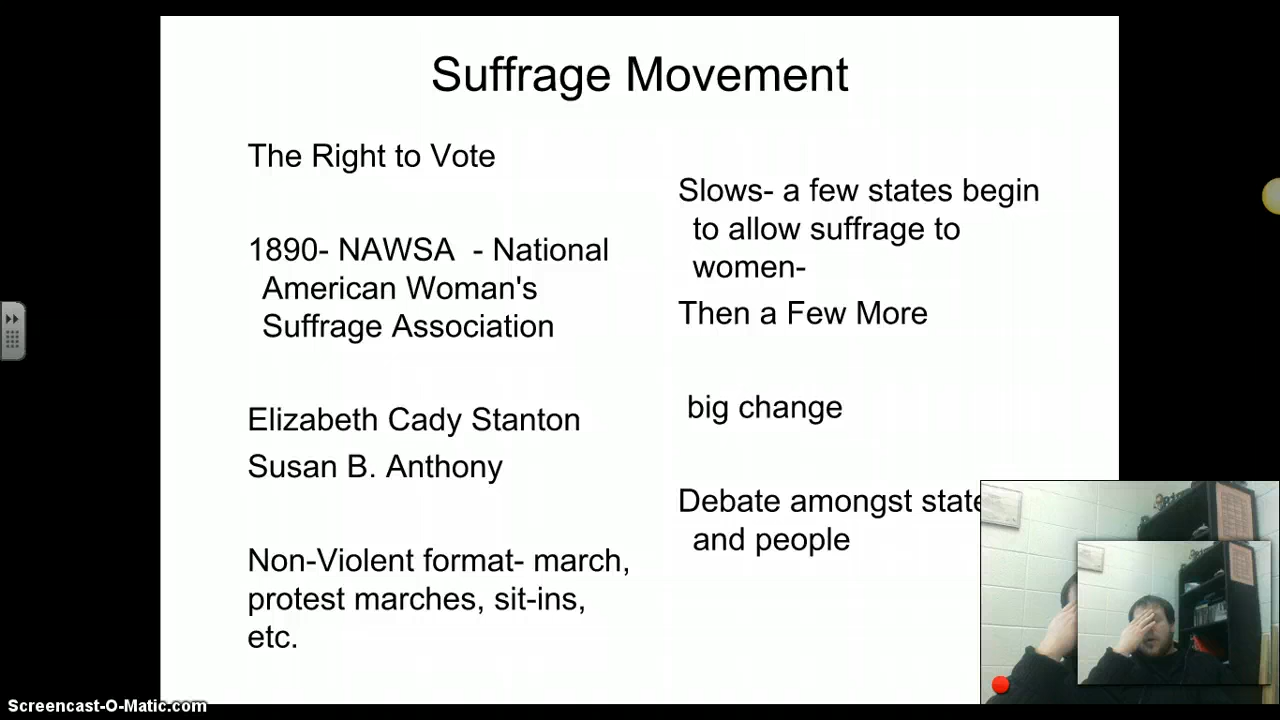 Suffrage Movement
The Right to Vote
1890- NAWSA - National
American Woman's
Suffrage Association
Elizabeth Cady Stanton
Susan B. Anthony
Non-Violent format- march,
protest marches, sit-ins,
etc.
Slows- a few states begin
to allow suffrage to
women-
Then a Few More
big change
Debate amongst state
and people
Screencast-O-Matic.com